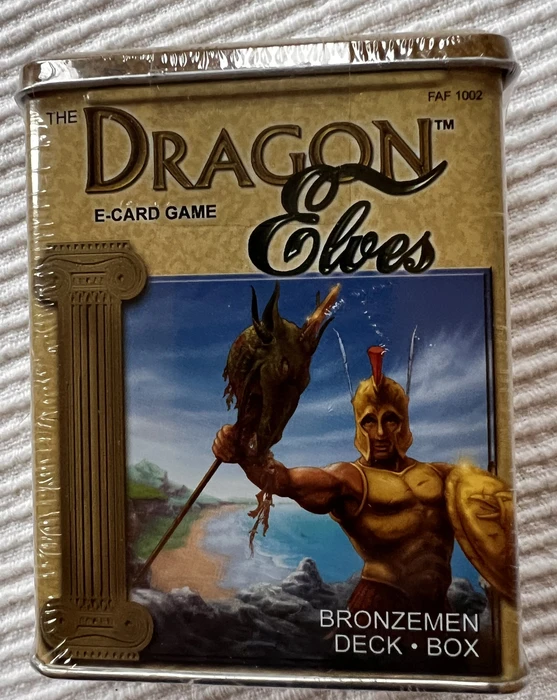 FAF 1002
THE DRAGON™
E-CARD GAME
Elves
BRONZEMEN
DECK • BOX